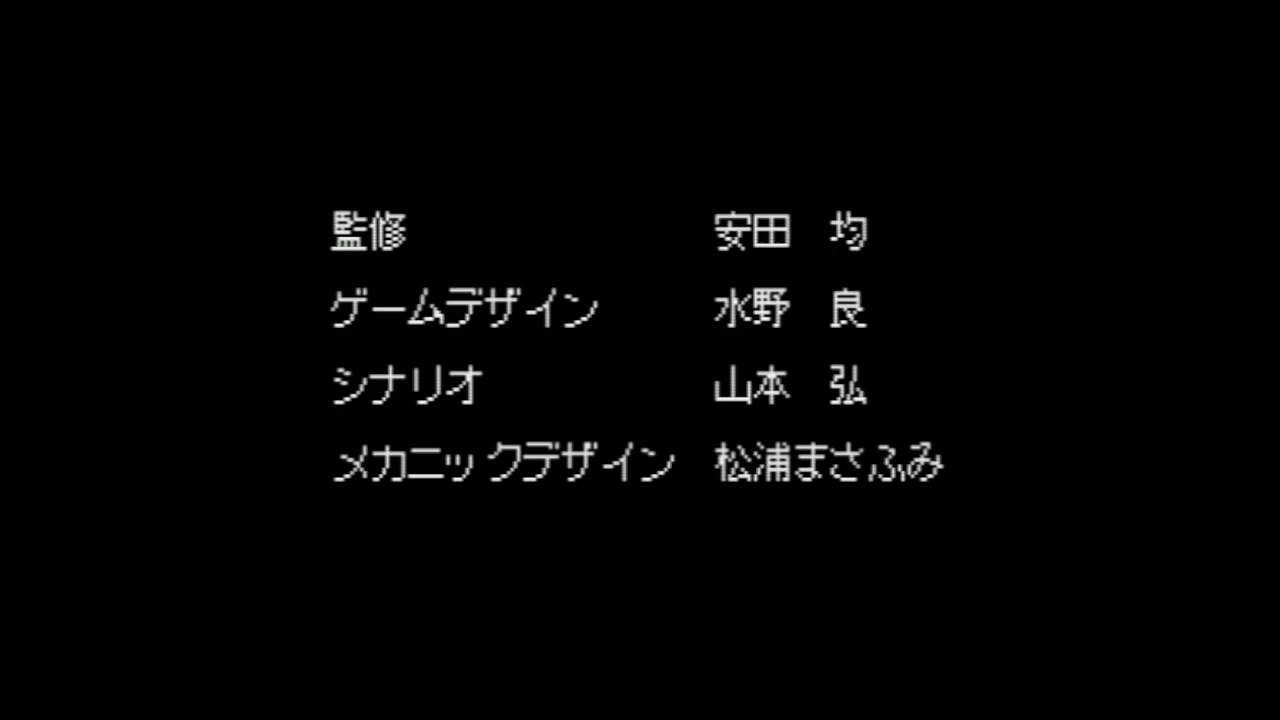 監修 安田 均
ゲームデザイン 水野 良
シナリオ 山本 弘
メカニックデザイン 松浦まさふみ